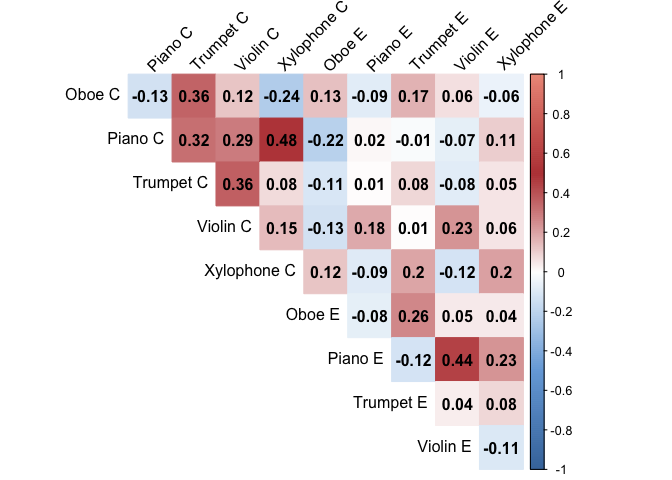 Piano C
Trumpet C
Violin C
Xylophone C
Oboe E
Piano E
Trumpet E
Violin E
Xylophone E
Oboe C -0.13 0.36 0.12 -0.24 0.13 -0.09 0.17 0.06 -0.06
Piano C 0.32 0.29 0.48 -0.22 0.02 -0.01 -0.07 0.11
Trumpet C 0.36 0.08 -0.11 0.01 0.08 -0.08 0.05
Violin C 0.15 -0.13 0.18 0.01 0.23 0.06
Xylophone C 0.12 -0.09 0.2 -0.12 0.2
Oboe E -0.08 0.26 0.05 0.04
Piano E -0.12 0.44 0.23
Trumpet E 0.04 0.08
Violin E -0.11
1
0.8
0.6
0.4
0.2
0
-0.2
-0.4
-0.6
-0.8
-1